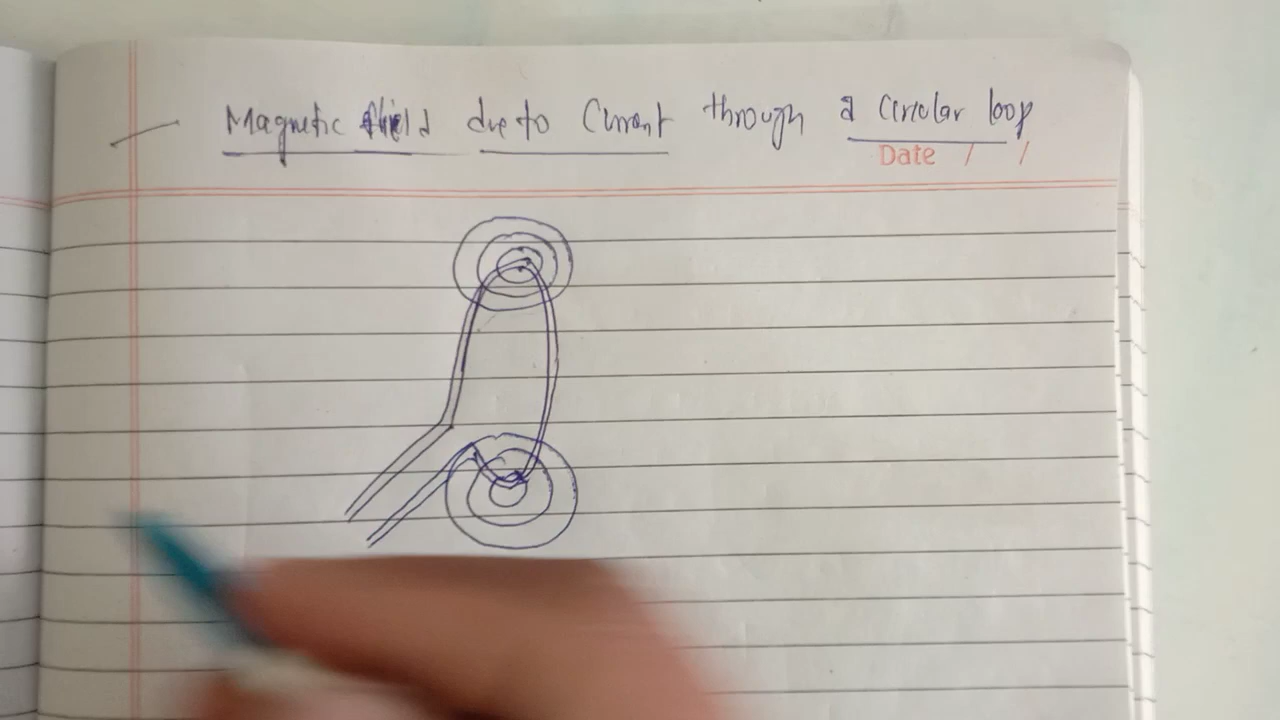 Magnetic field due to Current through a Circular loop
Date / /